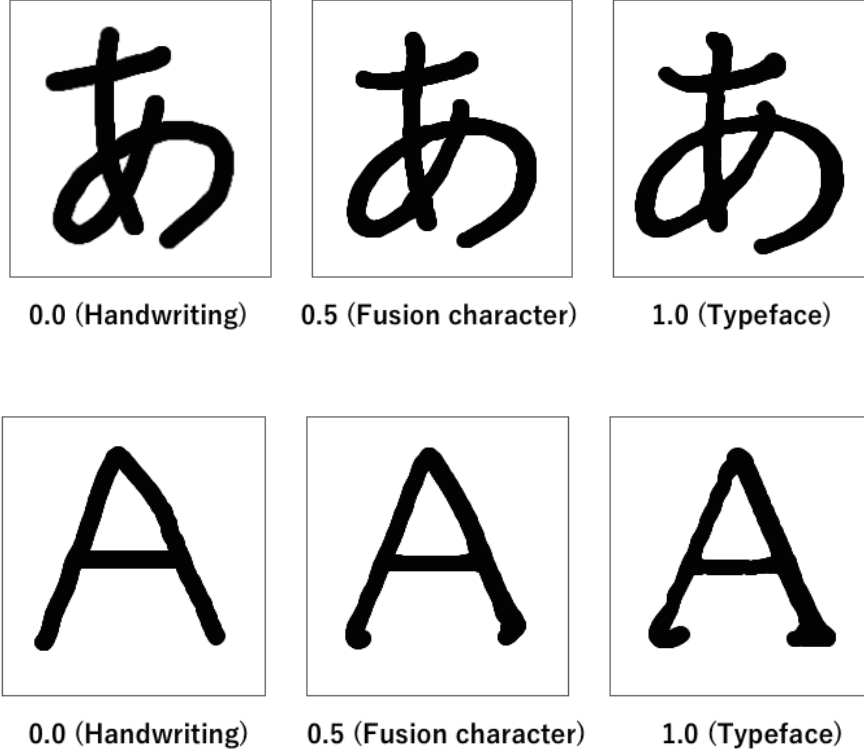 あ あ あ
0.0 (Handwriting) 0.5 (Fusion character) 1.0 (Typeface)
A A A
0.0 (Handwriting) 0.5 (Fusion character) 1.0 (Typeface)